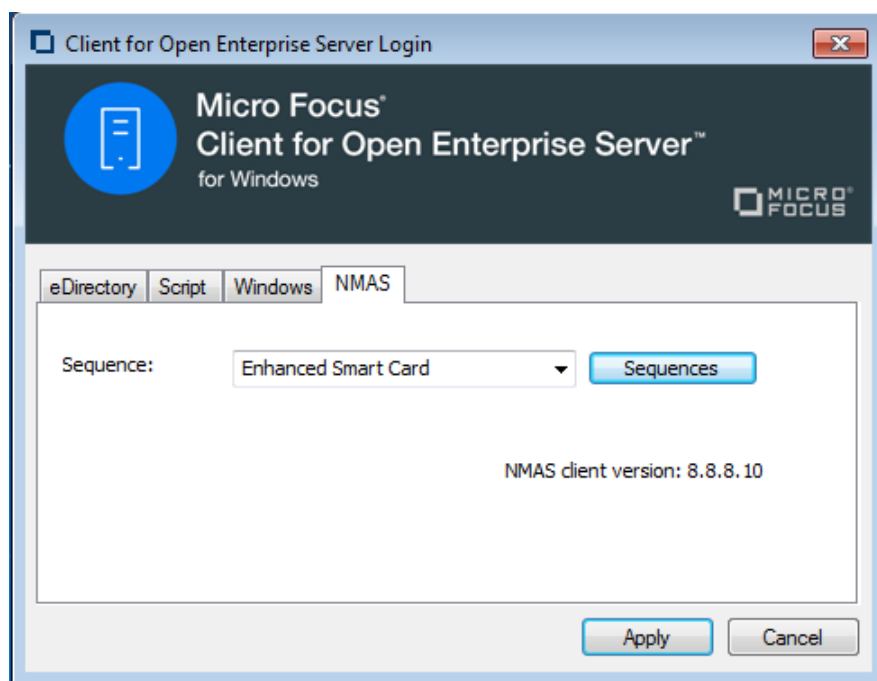 Client for Open Enterprise Server Login
Micro Focus®
Client for Open Enterprise Server™
for Windows
MICRO®
FOCUS
eDirectory Script Windows NMAS
Sequence: Enhanced Smart Card Sequences
NMAS client version: 8.8.8.10
Apply Cancel